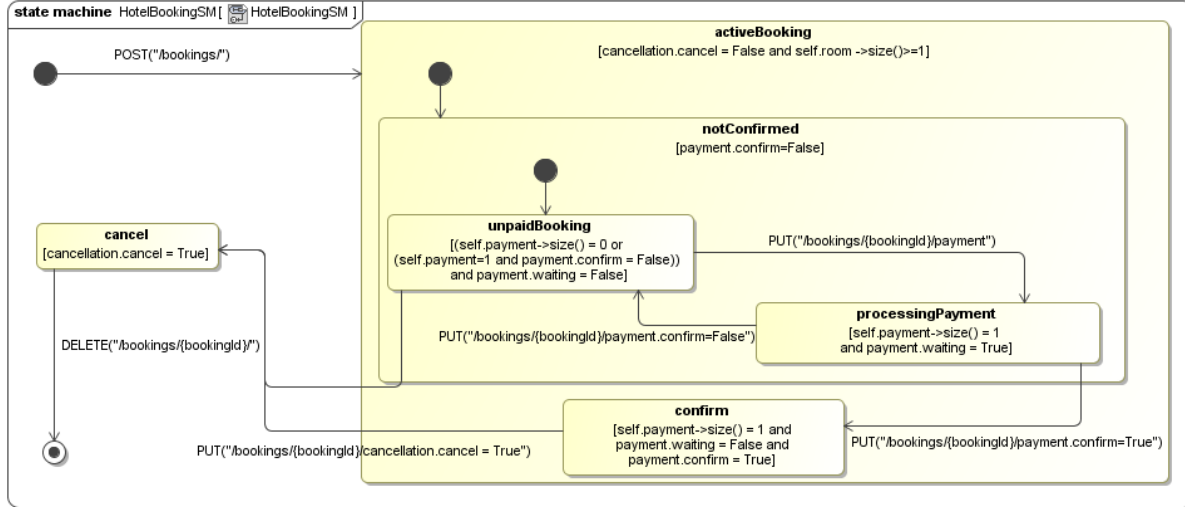 state machine HotelBookingSM [ HotelBookingSM ]
activeBooking
[cancellation.cancel = False and self.room ->size()>=1]
POST("/bookings/")
notConfirmed
[payment.confirm=False]
unpaidBooking
[(self.payment->size() = 0 or
(self.payment=1 and payment.confirm = False))
and payment.waiting = False]
PUT("/bookings/{bookingId}/payment")
cancel
[cancellation.cancel = True]
processingPayment
[self.payment->size() = 1
and payment.waiting = True]
PUT("/bookings/{bookingId}/payment.confirm=False")
DELETE("/bookings/{bookingId}/")
confirm
[self.payment->size() = 1 and
payment.waiting = False and
payment.confirm = True]
PUT("/bookings/{bookingId}/payment.confirm=True")
PUT("/bookings/{bookingId}/cancellation.cancel = True")